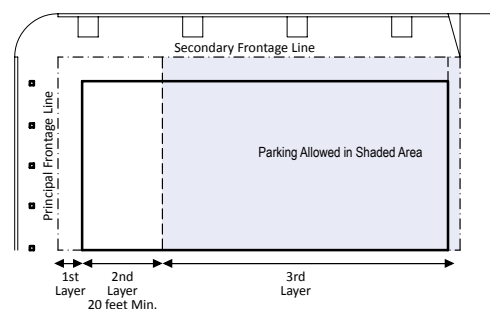 Secondary Frontage Line
Principal Frontage Line
Parking Allowed in Shaded Area
1st
Layer
2nd
Layer
20 feet Min.
3rd
Layer